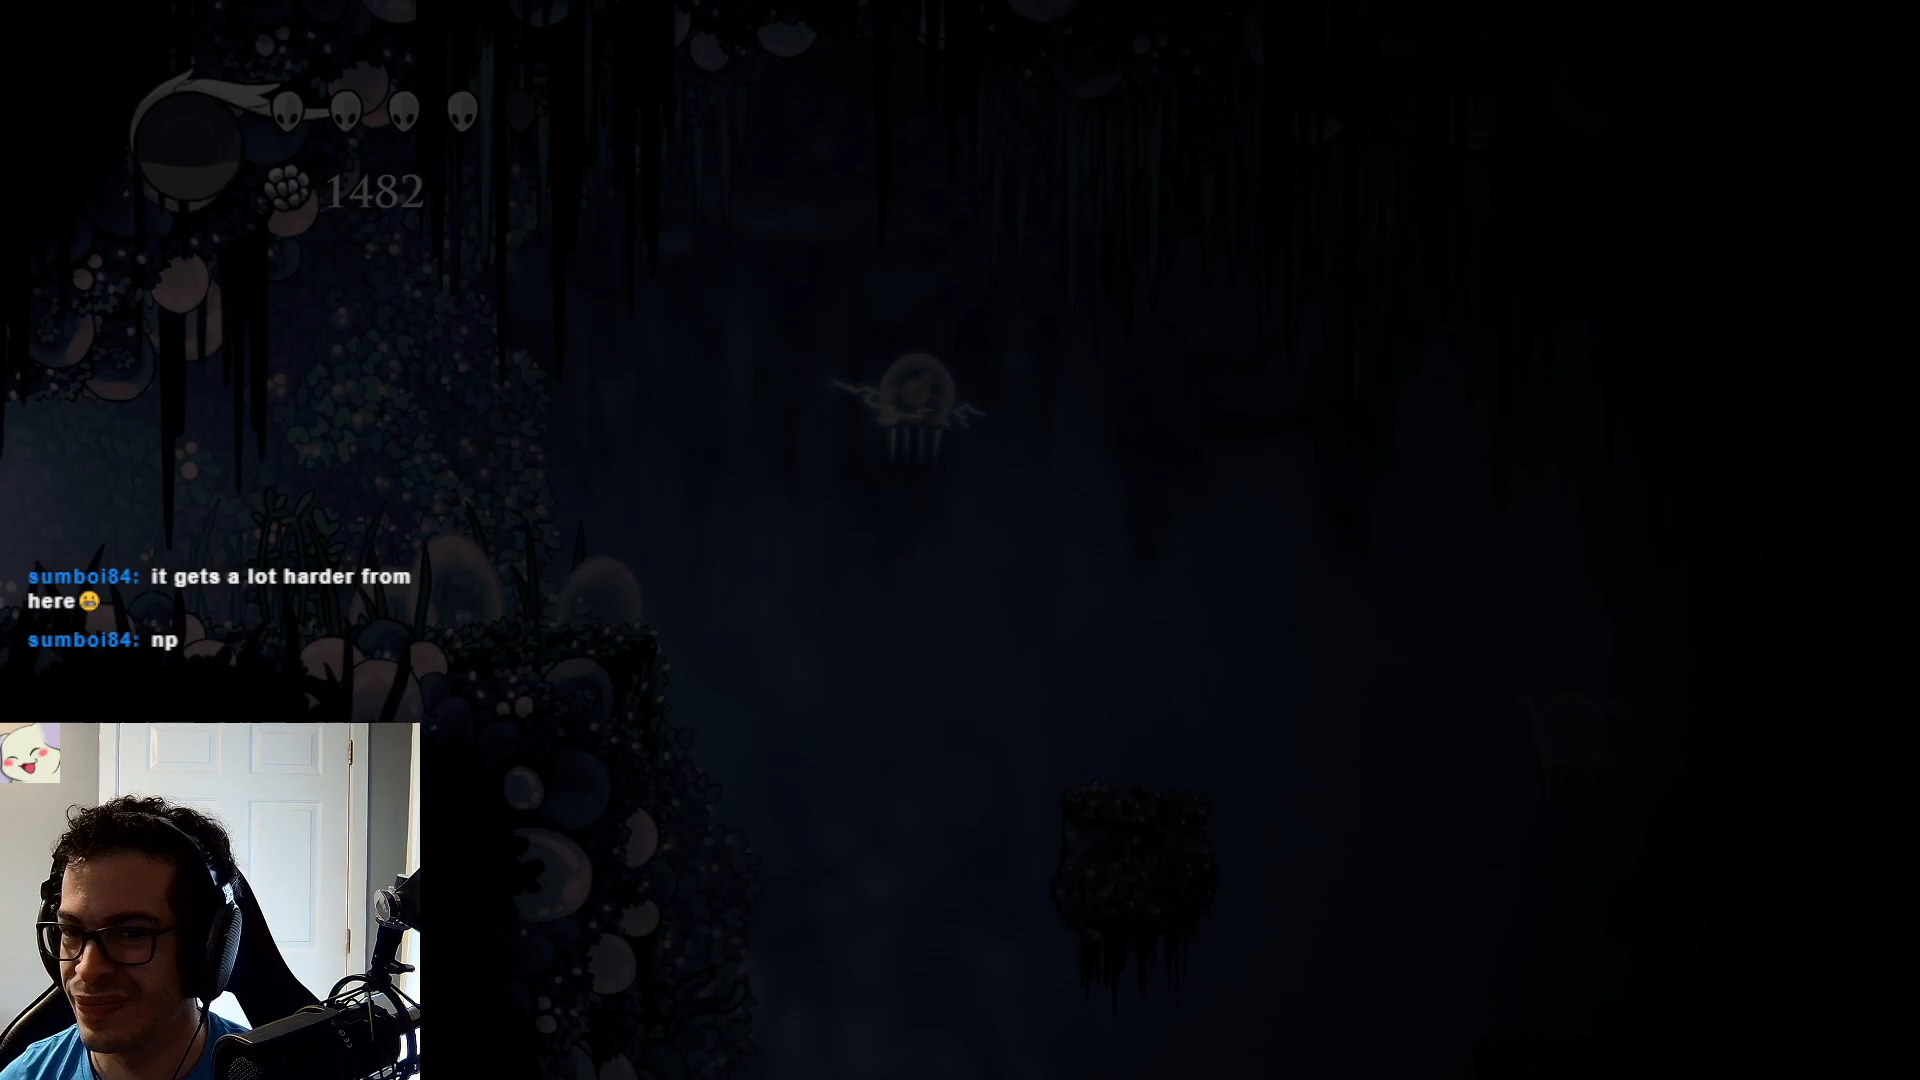 1482
sumboi84: it gets a lot harder from
here😬
sumboi84: np